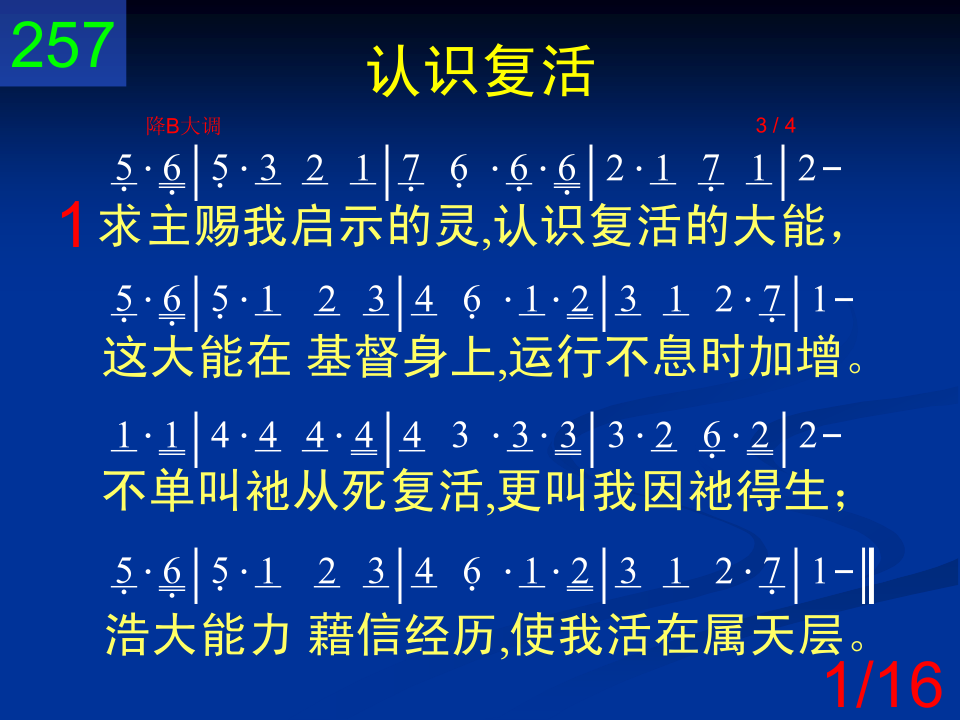 257
认识复活
降B大调 3 / 4
5 · 6 | 5 · 3 2 1 | 7 6 · 6 · 6 | 2 · 1 7 1 | 2 –
1 求主赐我启示的灵,认识复活的大能，
5 · 6 | 5 · 1 2 3 | 4 6 · 1 · 2 | 3 1 2 · 7 | 1 –
这大能在 基督身上,运行不息时加增。
1 · 1 | 4 · 4 4 · 4 | 4 3 · 3 · 3 | 3 · 2 6 · 2 | 2 –
不单叫祂从死复活,更叫我因祂得生；
5 · 6 | 5 · 1 2 3 | 4 6 · 1 · 2 | 3 1 2 · 7 | 1 – ‖
浩大能力 藉信经历,使我活在属天层。
1/16